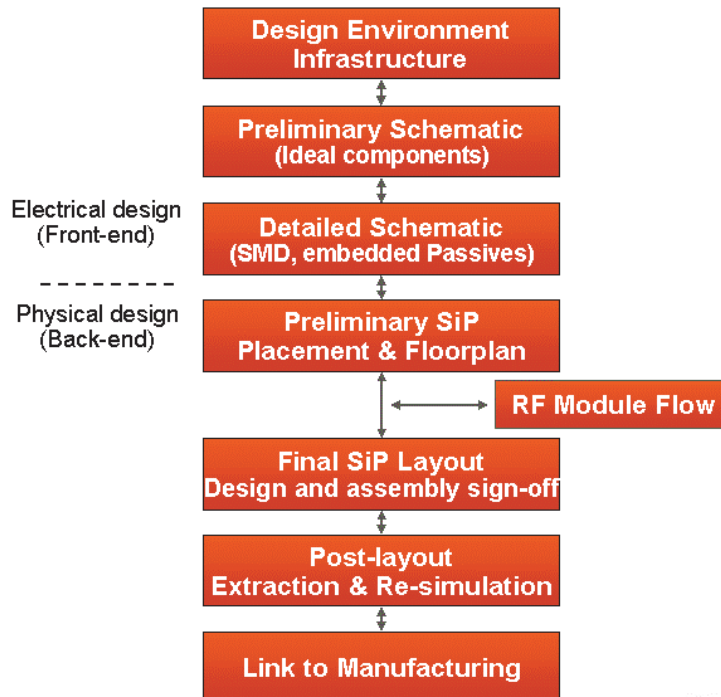 Design Environment
Infrastructure
Preliminary Schematic
(Ideal components)
Electrical design
(Front-end)
Detailed Schematic
(SMD, embedded Passives)
Physical design
(Back-end)
Preliminary SiP
Placement & Floorplan
RF Module Flow
Final SiP Layout
Design and assembly sign-off
Post-layout
Extraction & Re-simulation
Link to Manufacturing